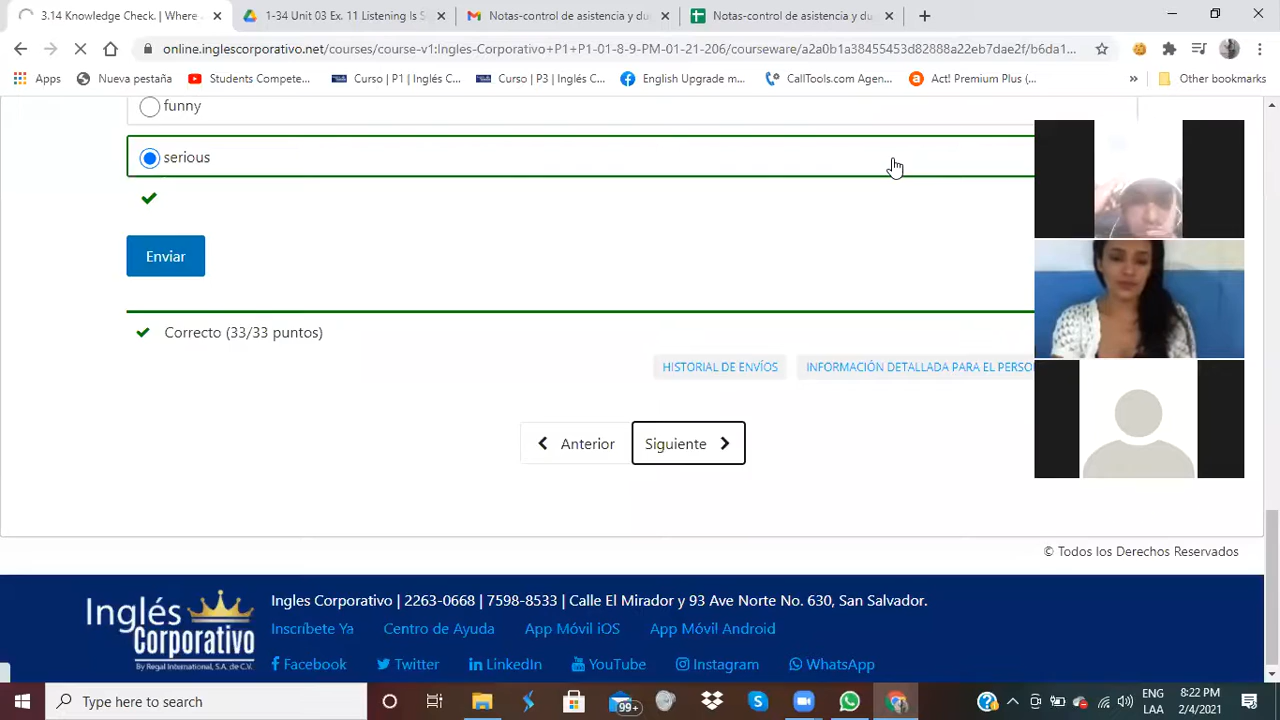 3.14 Knowledge Check. | Where
1-34 Unit 03 Ex. 11 Listening Is S
Notas-control de asistencia y du
Notas-control de asistencia y du
online.inglescorporativo.net/courses/course-v1:Ingles-Corporativo+P1+P1-01-8-9-PM-01-21-206/courseware/a2a0b1a38455453d82888a22eb7dae2f/b6da1...
Apps
Nueva pestaña
Students Compete...
Curso | P1 | Inglés C...
Curso | P3 | Inglés C...
English Upgrade m...
CallTools.com Agen...
Act! Premium Plus (...
»
Other bookmarks
funny
serious
Enviar
Correcto (33/33 puntos)
HISTORIAL DE ENVÍOS
INFORMACIÓN DETALLADA PARA EL PERSO
Anterior
Siguiente
© Todos los Derechos Reservados
Inglés
Corporativo
By Regal International, S.A. de C.V.
Ingles Corporativo | 2263-0668 | 7598-8533 | Calle El Mirador y 93 Ave Norte No. 630, San Salvador.
Inscríbete Ya
Centro de Ayuda
App Móvil iOS
App Móvil Android
Facebook
Twitter
LinkedIn
YouTube
Instagram
WhatsApp
Type here to search
99+
ENG
LAA
8:22 PM
2/4/2021